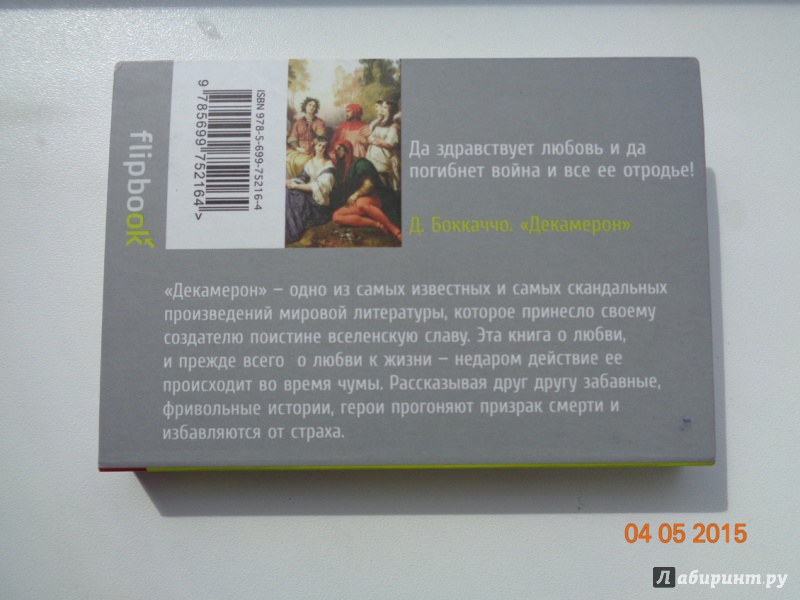 flipbook
ISBN 978-5-699-75216-4
9 785699 752164 >
Да здравствует любовь и да
погибнет война и все ее отродье!
Д. Боккаччо. «Декамерон»
«Декамерон» – одно из самых известных и самых скандальных
произведений мировой литературы, которое принесло своему
создателю поистине вселенскую славу. Эта книга о любви,
и прежде всего о любви к жизни – недаром действие ее
происходит во время чумы. Рассказывая друг другу забавные,
фривольные истории, герои прогоняют призрак смерти и
избавляются от страха.
04 05 2015
Лабиринт.ру